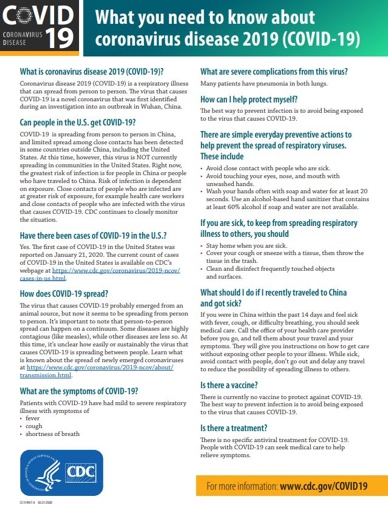 COVID
CORONAVIRUS
DISEASE
19
What you need to know about
coronavirus disease 2019 (COVID-19)
What is coronavirus disease 2019 (COVID-19)?
Coronavirus disease 2019 (COVID-19) is a respiratory illness
that can spread from person to person. The virus that causes
COVID-19 is a novel coronavirus that was first identified
during an investigation into an outbreak in Wuhan, China.
Can people in the U.S. get COVID-19?
COVID-19 is spreading from person to person in China,
and limited spread among close contacts has been detected
in some countries outside China, including the United
States. At this time, however, this virus is NOT currently
spreading in communities in the United States. Right now,
the greatest risk of infection is for people in China or people
who have traveled to China. Risk of infection is dependent
on exposure. Close contacts of people who are infected are
at greater risk of exposure, for example health care workers
and close contacts of people who are infected with the virus
that causes COVID-19. CDC continues to closely monitor
the situation.
Have there been cases of COVID-19 in the U.S.?
Yes. The first case of COVID-19 in the United States was
reported on January 21, 2020. The current count of cases
of COVID-19 in the United States is available on CDC's
webpage at https://www.cdc.gov/coronavirus/2019-ncov/
cases-in-us.html.
How does COVID-19 spread?
The virus that causes COVID-19 probably emerged from an
animal source, but now it seems to be spreading from person
to person. It's important to note that person-to-person
spread can happen on a continuum. Some diseases are highly
contagious (like measles), while other diseases are less so. At
this time, it's unclear how easily or sustainably the virus that
causes COVID-19 is spreading between people. Learn what
is known about the spread of newly emerged coronaviruses
at https://www.cdc.gov/coronavirus/2019-ncov/about/
transmission.html.
What are the symptoms of COVID-19?
Patients with COVID-19 have had mild to severe respiratory
illness with symptoms of
• fever
• cough
• shortness of breath
What are severe complications from this virus?
Many patients have pneumonia in both lungs.
How can I help protect myself?
The best way to prevent infection is to avoid being exposed
to the virus that causes COVID-19.
There are simple everyday preventive actions to
help prevent the spread of respiratory viruses.
These include
• Avoid close contact with people who are sick.
• Avoid touching your eyes, nose, and mouth with
unwashed hands.
• Wash your hands often with soap and water for at least 20
seconds. Use an alcohol-based hand sanitizer that contains
at least 60% alcohol if soap and water are not available.
If you are sick, to keep from spreading respiratory
illness to others, you should
• Stay home when you are sick.
• Cover your cough or sneeze with a tissue, then throw the
tissue in the trash.
• Clean and disinfect frequently touched objects
and surfaces.
What should I do if I recently traveled to China
and got sick?
If you were in China within the past 14 days and feel sick
with fever, cough, or difficulty breathing, you should seek
medical care. Call the office of your health care provider
before you go, and tell them about your travel and your
symptoms. They will give you instructions on how to get care
without exposing other people to your illness. While sick,
avoid contact with people, don't go out and delay any travel
to reduce the possibility of spreading illness to others.
Is there a vaccine?
There is currently no vaccine to protect against COVID-19.
The best way to prevent infection is to avoid being exposed
to the virus that causes COVID-19.
Is there a treatment?
There is no specific antiviral treatment for COVID-19.
People with COVID-19 can seek medical care to help
relieve symptoms.
CDC
For more information: www.cdc.gov/COVID19